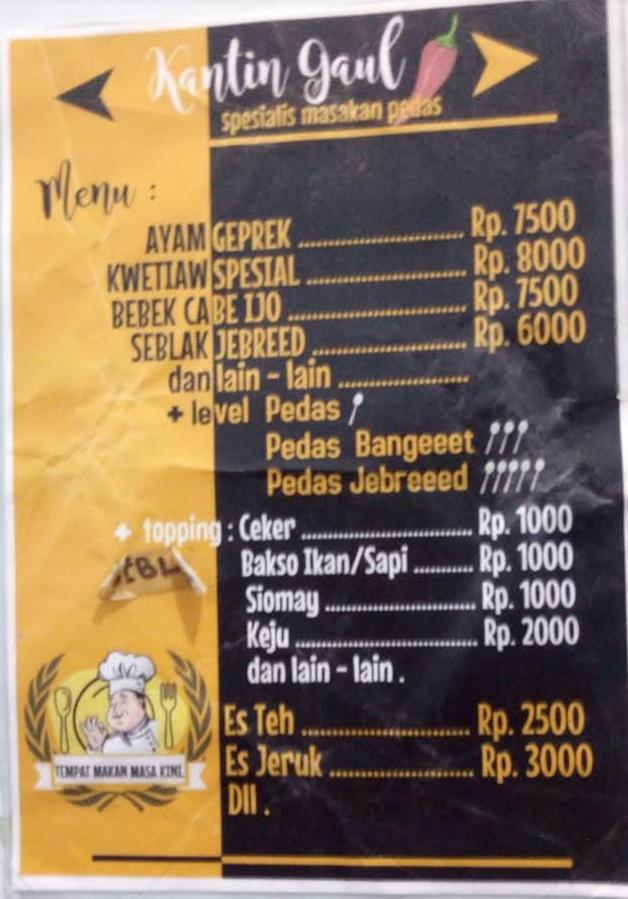 Kantin Gaul
spesialis masakan pedas
Menu :
AYAM GEPREK ........................... Rp. 7500
KWETIAW SPESIAL .......................... Rp. 8000
BEBEK CABE IJO ............................. Rp. 7500
SEBLAK JEBREED ......................... Rp. 6000
dan lain - lain .....................
+ level Pedas
Pedas Bangeeet
Pedas Jebreeed
+ topping : Ceker ........................... Rp. 1000
Bakso Ikan/Sapi .......... Rp. 1000
Siomay ........................ Rp. 1000
Keju ............................. Rp. 2000
dan lain - lain .
Es Teh .......................... Rp. 2500
Es Jeruk ...................... Rp. 3000
Dll .
TEMPAT MAKAN MASA KINI